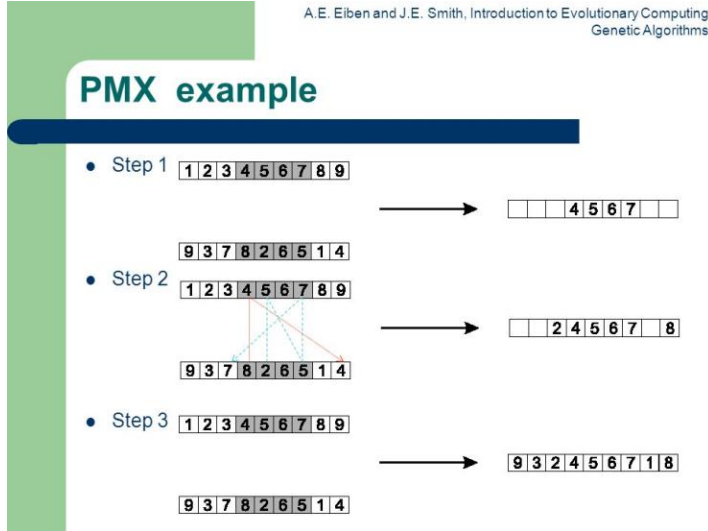 A.E. Eiben and J.E. Smith, Introduction to Evolutionary Computing
Genetic Algorithms
PMX example
• Step 1 1 2 3 4 5 6 7 8 9
4 5 6 7
9 3 7 8 2 6 5 1 4
• Step 2 1 2 3 4 5 6 7 8 9
2 4 5 6 7 8
9 3 7 8 2 6 5 1 4
• Step 3 1 2 3 4 5 6 7 8 9
9 3 2 4 5 6 7 1 8
9 3 7 8 2 6 5 1 4